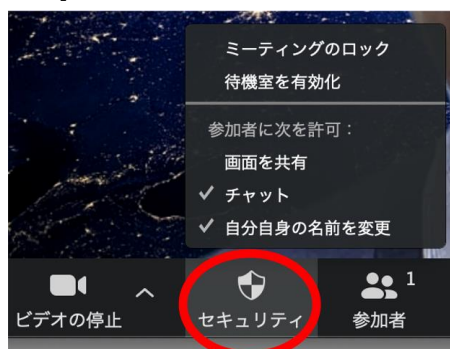 ミーティングのロック
待機室を有効化
参加者に次を許可：
画面を共有
チャット
自分自身の名前を変更
1
ビデオの停止
セキュリティ
参加者